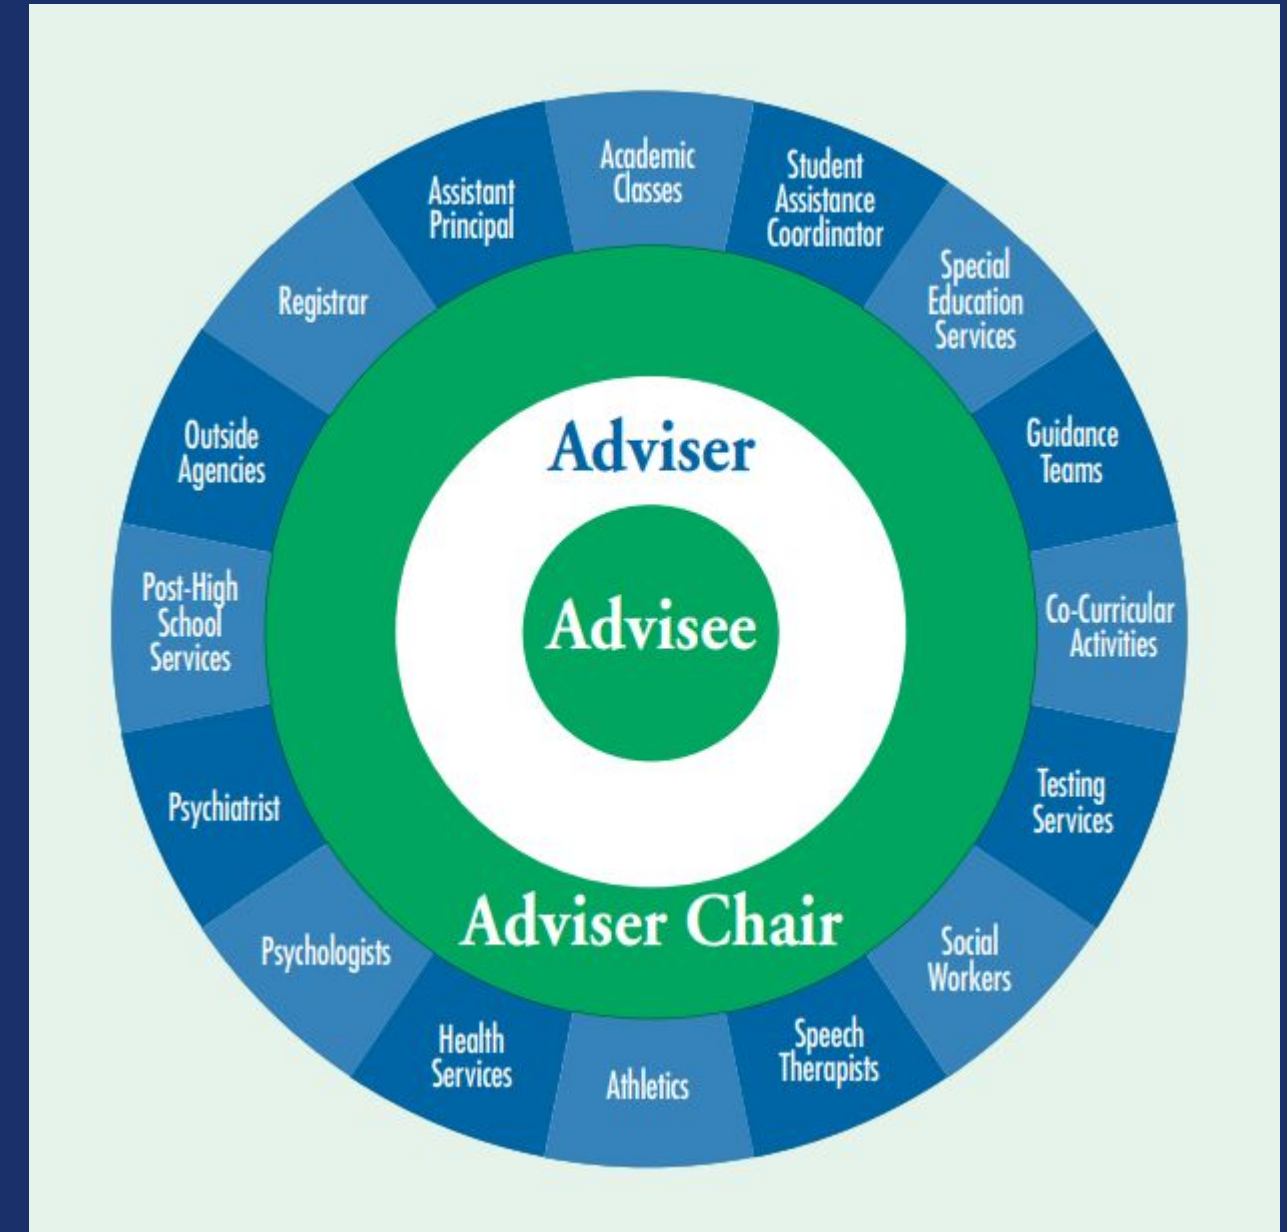 Academic
Classes
Student
Assistance
Coordinator
Special
Education
Services
Guidance
Teams
Co-Curricular
Activities
Testing
Services
Social
Workers
Speech
Therapists
Athletics
Health
Services
Psychologists
Psychiatrist
Post-High
School
Services
Outside
Agencies
Registrar
Assistant
Principal
Adviser
Advisee
Adviser Chair